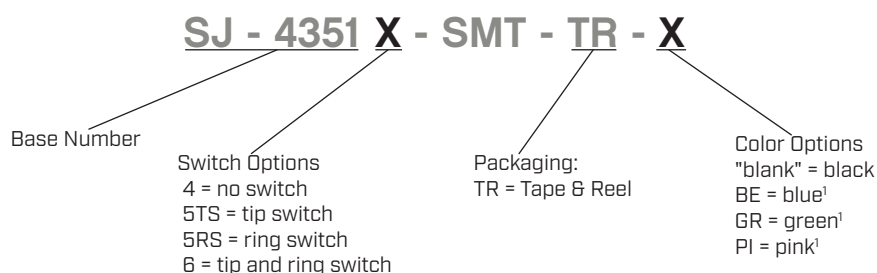 SJ - 4351 X - SMT - TR - X
Base Number
Switch Options
4 = no switch
5TS = tip switch
5RS = ring switch
6 = tip and ring switch
Packaging:
TR = Tape & Reel
Color Options
"blank" = black
BE = blue¹
GR = green¹
PI = pink¹